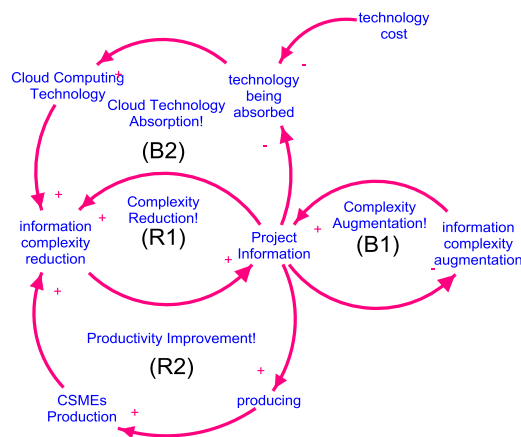 technology
cost
-
+
Cloud Computing
Technology
technology
being
absorbed
Cloud Technology
Absorption!
(B2)
-
+
+
Complexity
Reduction!
(R1)
Complexity
Augmentation!
(B1)
+
information
complexity
reduction
Project
Information
information
complexity
augmentation
+
-
+
Productivity Improvement!
(R2)
+
CSMEs
Production
producing
+